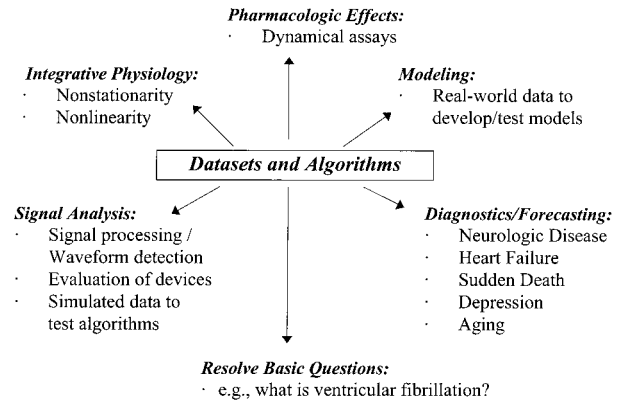 Pharmacologic Effects:
· Dynamical assays
Integrative Physiology:
· Nonstationarity
· Nonlinearity
Modeling:
· Real-world data to
develop/test models
Datasets and Algorithms
Signal Analysis:
· Signal processing /
Waveform detection
· Evaluation of devices
· Simulated data to
test algorithms
Diagnostics/Forecasting:
· Neurologic Disease
· Heart Failure
· Sudden Death
· Depression
· Aging
Resolve Basic Questions:
· e.g., what is ventricular fibrillation?